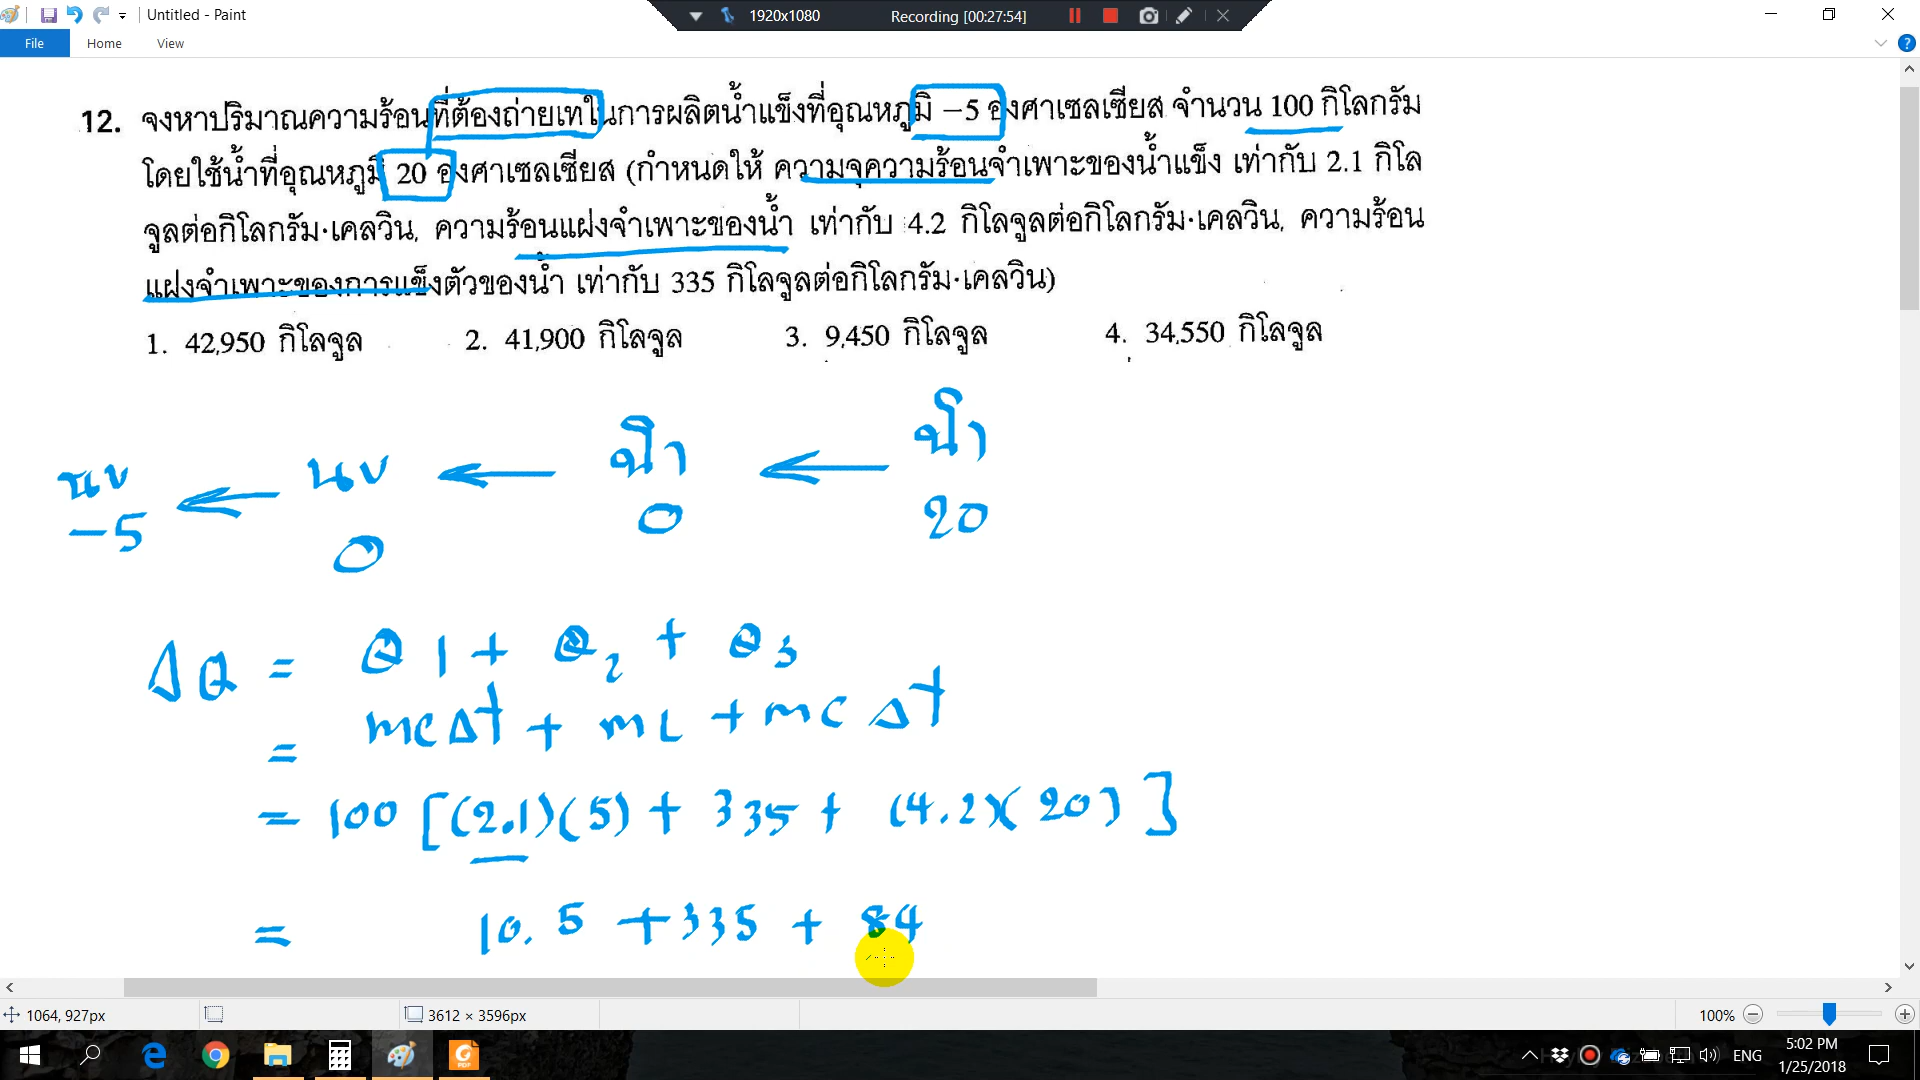 Untitled - Paint
1920x1080
Recording [00:27:54]
File Home View
12. จงหาปริมาณความร้อนที่ต้องถ่ายเทในการผลิตน้ำแข็งที่อุณหภูมิ –5 องศาเซลเซียส จำนวน 100 กิโลกรัม
โดยใช้น้ำที่อุณหภูมิ 20 องศาเซลเซียส (กำหนดให้ ความจุความร้อนจำเพาะของน้ำแข็ง เท่ากับ 2.1 กิโล
จูลต่อกิโลกรัม·เคลวิน, ความร้อนแฝงจำเพาะของน้ำ เท่ากับ 4.2 กิโลจูลต่อกิโลกรัม·เคลวิน, ความร้อน
แฝงจำเพาะของการแข็งตัวของน้ำ เท่ากับ 335 กิโลจูลต่อกิโลกรัม·เคลวิน)
1. 42,950 กิโลจูล 2. 41,900 กิโลจูล 3. 9,450 กิโลจูล 4. 34,550 กิโลจูล
นข ← นข ← น้ำ ← น้ำ
-5 0 0 20
ΔQ = Q1 + Q2 + Q3
= mcΔt + mL + mcΔt
= 100 [(2.1)(5) + 335 + (4.2)(20)]
= 10.5 + 335 + 84
1064, 927px
3612 × 3596px
100%
ENG
5:02 PM
1/25/2018